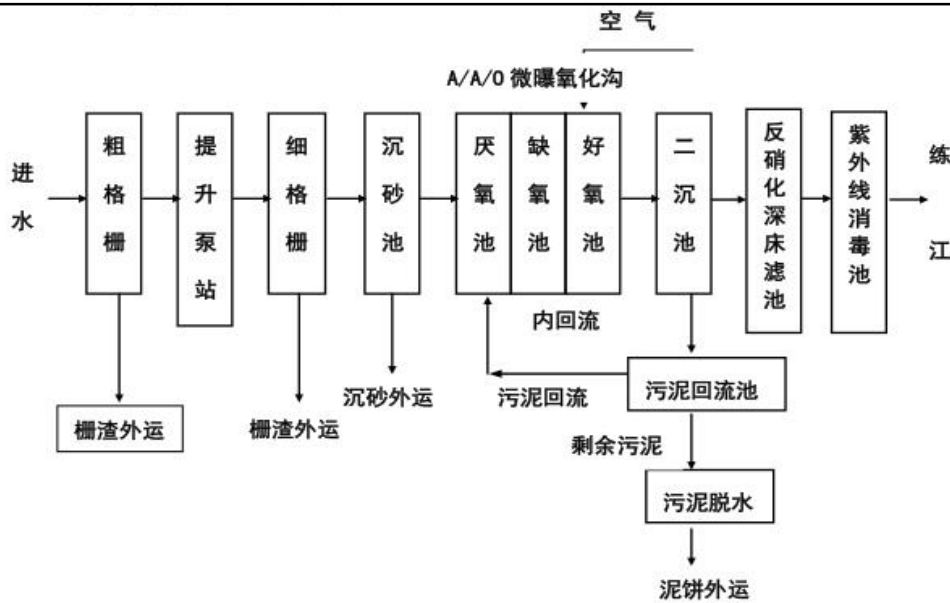 空 气
A/A/O 微曝氧化沟
进水
粗格栅
提升泵站
细格栅
沉砂池
厌氧池
缺氧池
好氧池
二沉池
反硝化深床滤池
紫外线消毒池
练江
内回流
栅渣外运
栅渣外运
沉砂外运
污泥回流
污泥回流池
剩余污泥
污泥脱水
泥饼外运